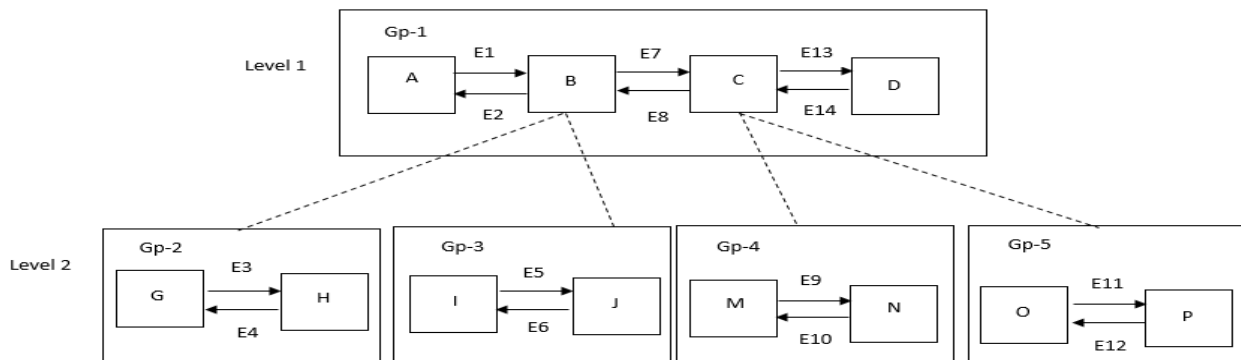 Gp-1
Level 1
E1
E7
E13
A
B
C
D
E2
E8
E14
Level 2
Gp-2
Gp-3
Gp-4
Gp-5
E3
E5
E9
E11
G
H
I
J
M
N
O
P
E4
E6
E10
E12